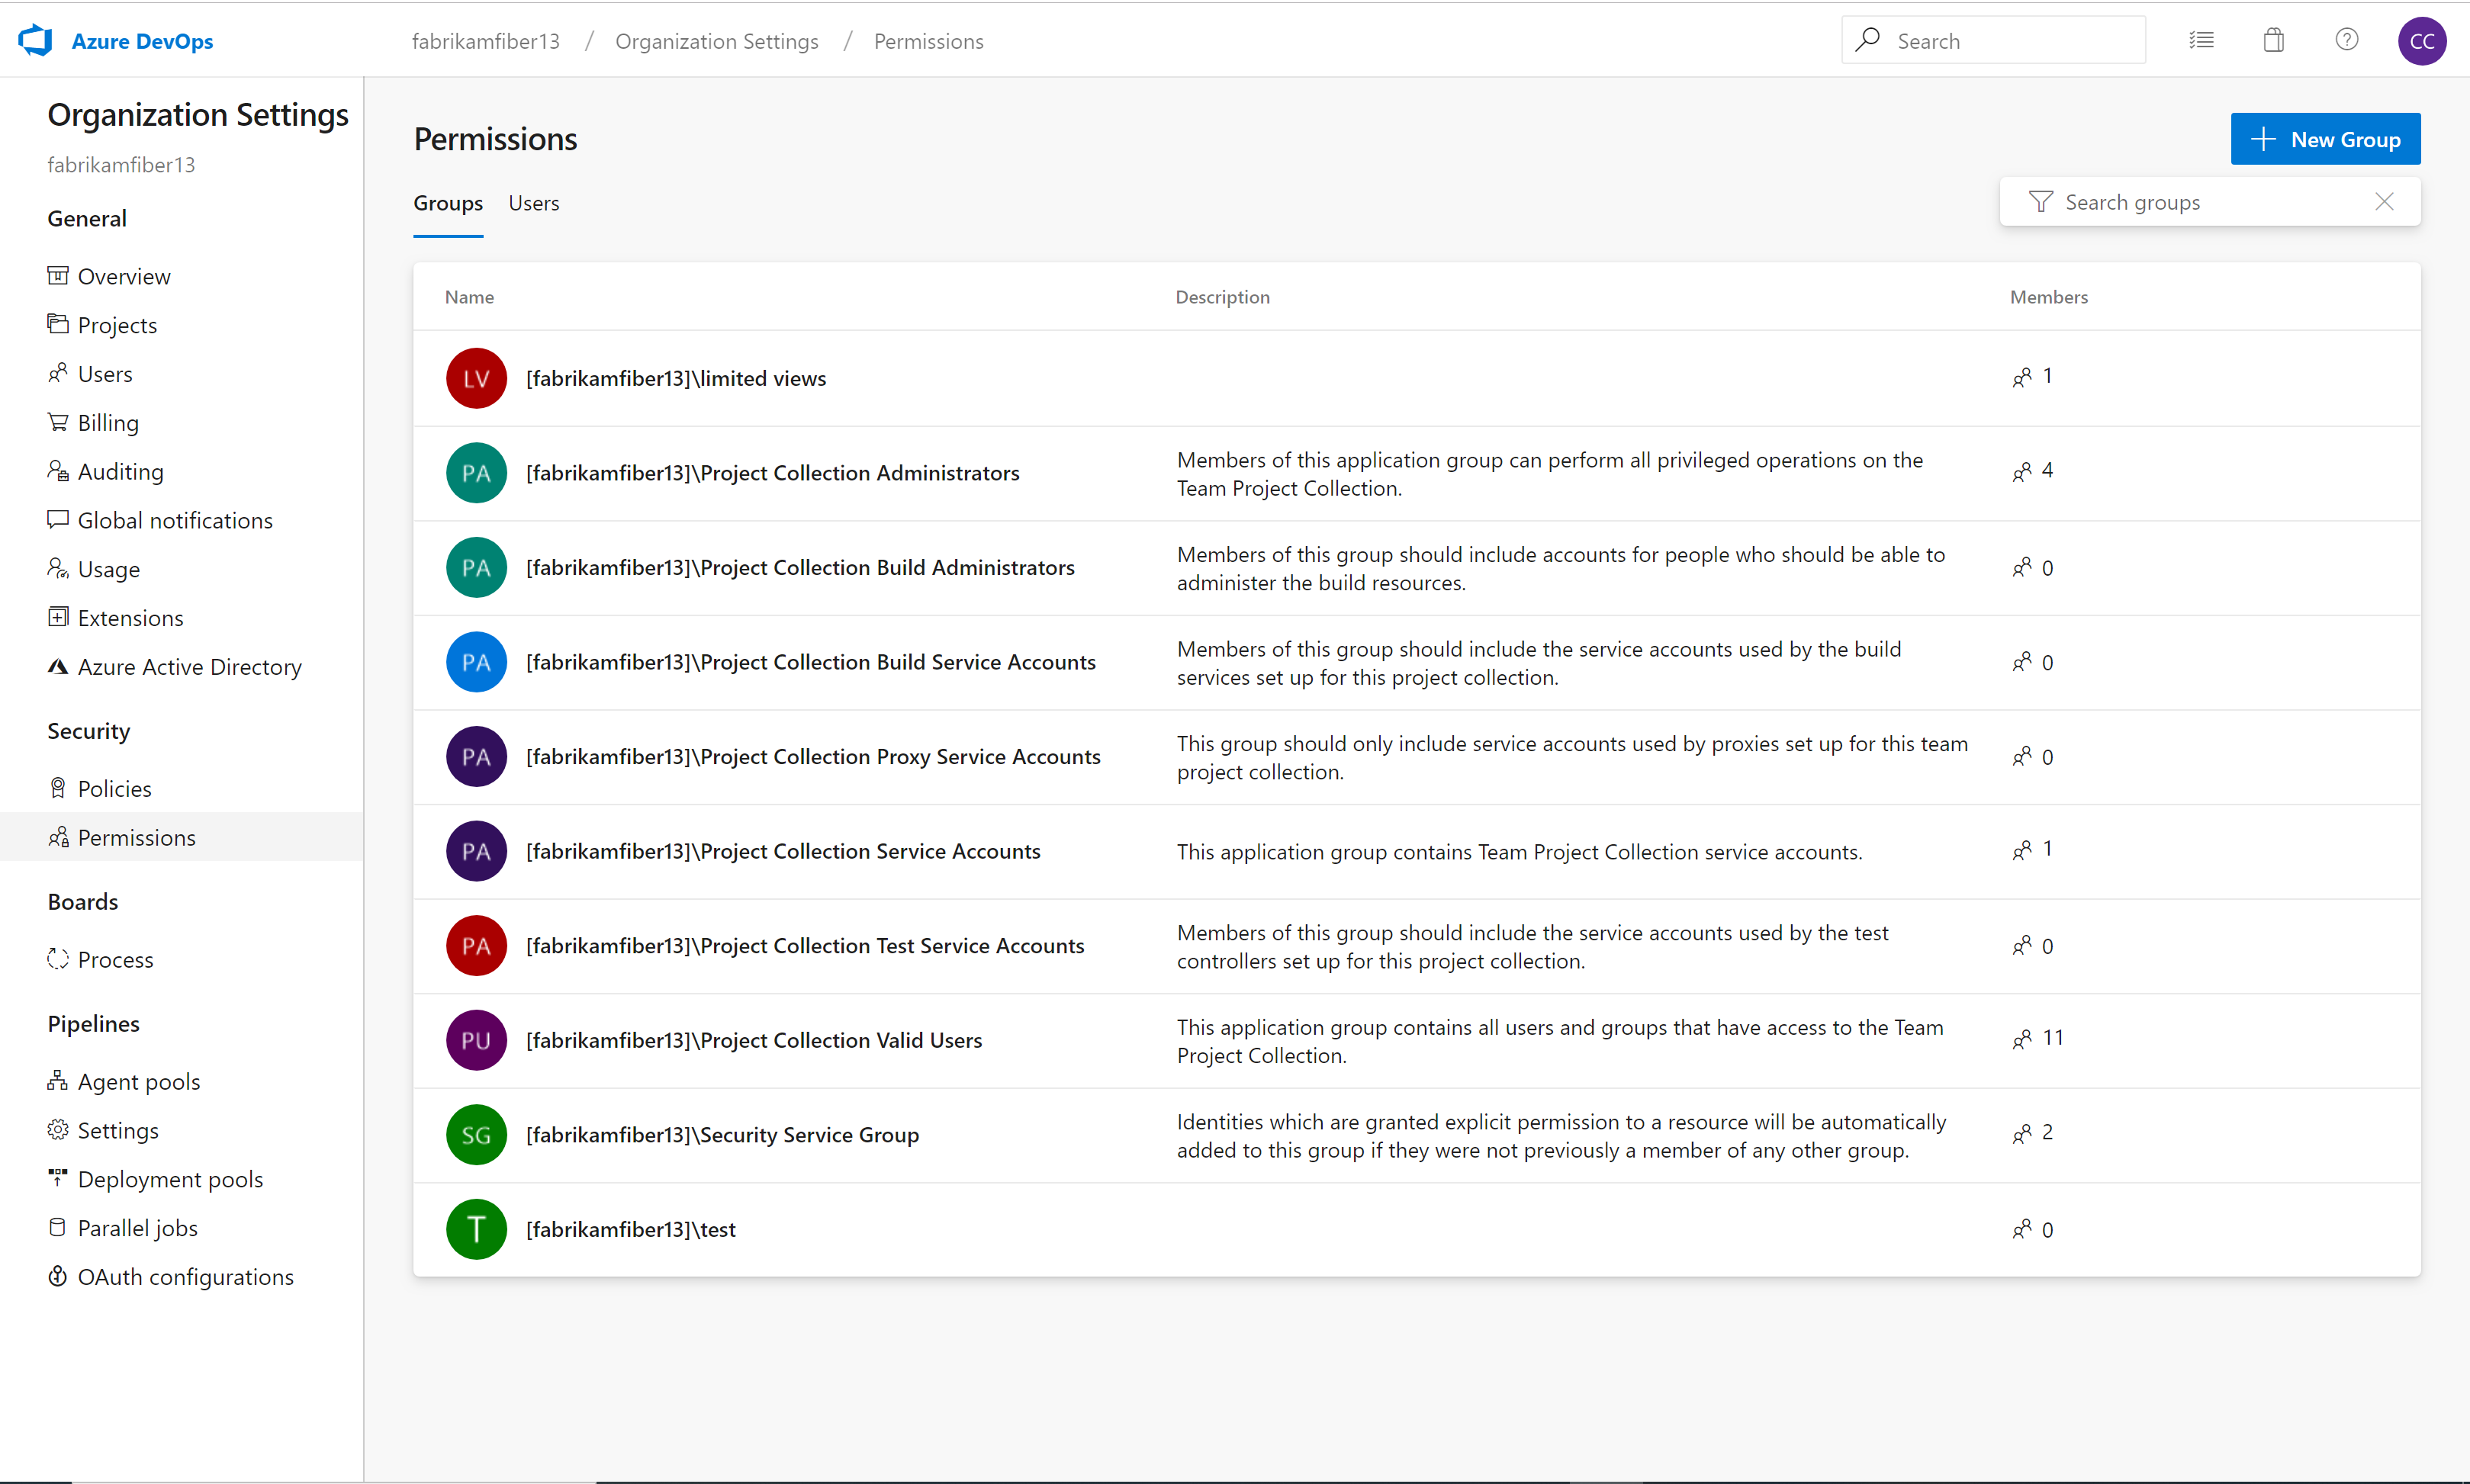 Azure DevOps
fabrikamfiber13 / Organization Settings / Permissions
Search
CC
Organization Settings
fabrikamfiber13
General
Overview
Projects
Users
Billing
Auditing
Global notifications
Usage
Extensions
Azure Active Directory
Security
Policies
Permissions
Boards
Process
Pipelines
Agent pools
Settings
Deployment pools
Parallel jobs
OAuth configurations
Permissions
New Group
Groups Users
Search groups
Name Description Members
LV [fabrikamfiber13]\limited views 1
PA [fabrikamfiber13]\Project Collection Administrators
Members of this application group can perform all privileged operations on the
Team Project Collection.
4
PA [fabrikamfiber13]\Project Collection Build Administrators
Members of this group should include accounts for people who should be able to
administer the build resources.
0
PA [fabrikamfiber13]\Project Collection Build Service Accounts
Members of this group should include the service accounts used by the build
services set up for this project collection.
0
PA [fabrikamfiber13]\Project Collection Proxy Service Accounts
This group should only include service accounts used by proxies set up for this team
project collection.
0
PA [fabrikamfiber13]\Project Collection Service Accounts
This application group contains Team Project Collection service accounts.
1
PA [fabrikamfiber13]\Project Collection Test Service Accounts
Members of this group should include the service accounts used by the test
controllers set up for this project collection.
0
PU [fabrikamfiber13]\Project Collection Valid Users
This application group contains all users and groups that have access to the Team
Project Collection.
11
SG [fabrikamfiber13]\Security Service Group
Identities which are granted explicit permission to a resource will be automatically
added to this group if they were not previously a member of any other group.
2
T [fabrikamfiber13]\test 0